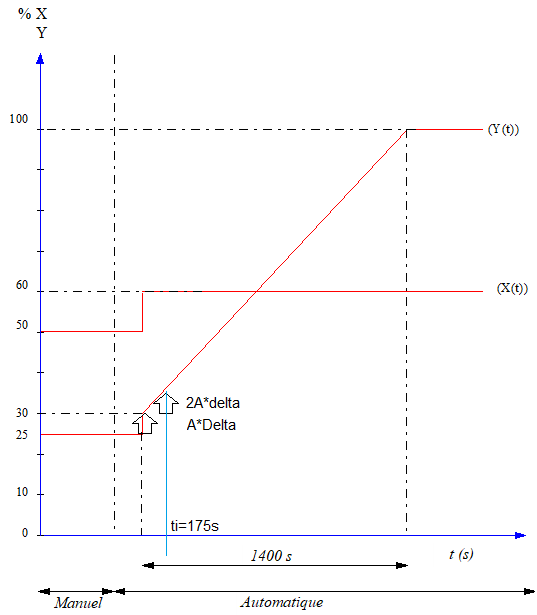 % X
Y
100
(Y(t))
60
(X(t))
50
2A*delta
30
A*Delta
25
10
ti=175s
0
1400 s
t (s)
Manuel
Automatique